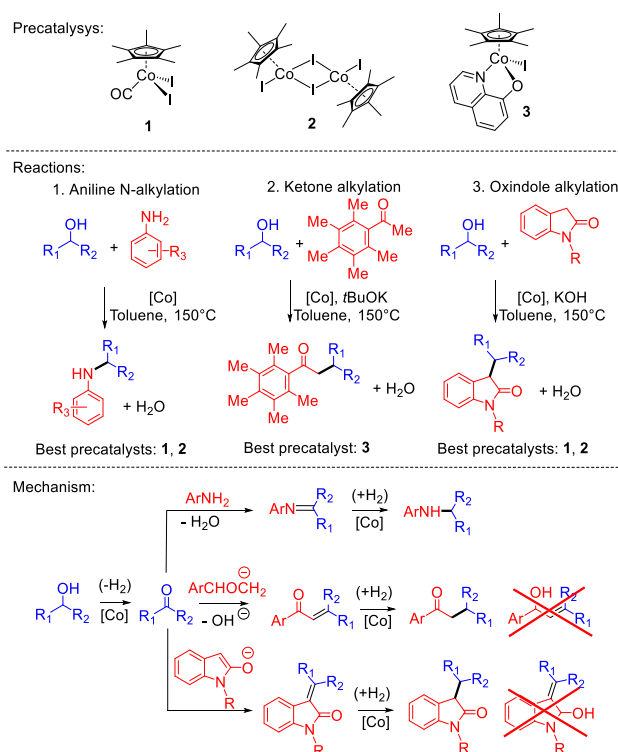 Precatalysys:
Co I
OC I
1
I I
Co Co
I I
2
Co I
N O
3
Reactions:
1. Aniline N-alkylation 2. Ketone alkylation 3. Oxindole alkylation
OH NH2 OH Me O OH
R1 R2 + R3 R1 R2 + Me Me Me Me Me R1 R2 + N O R
[Co] [Co], tBuOK [Co], KOH
Toluene, 150°C Toluene, 150°C Toluene, 150°C
R1 Me O R1 R1 R2
HN R2 Me R2 O
R3 + H2O Me Me Me + H2O N R + H2O
Best precatalysts: 1, 2 Best precatalyst: 3 Best precatalysts: 1, 2
Mechanism:
ArNH2 R2 (+H2) R2
- H2O ArN R1 [Co] ArNH R1
OH (-H2) O ArCHOCH2 ⊖ O R2 (+H2) O R2 OH R2
R1 R2 [Co] R1 R2 - OH ⊖ Ar R1 [Co] Ar R1 Ar R1
⊖ R1 R2 R1 R2 R1 R2
N O (+H2) O OH
R N O [Co] N N
R R R